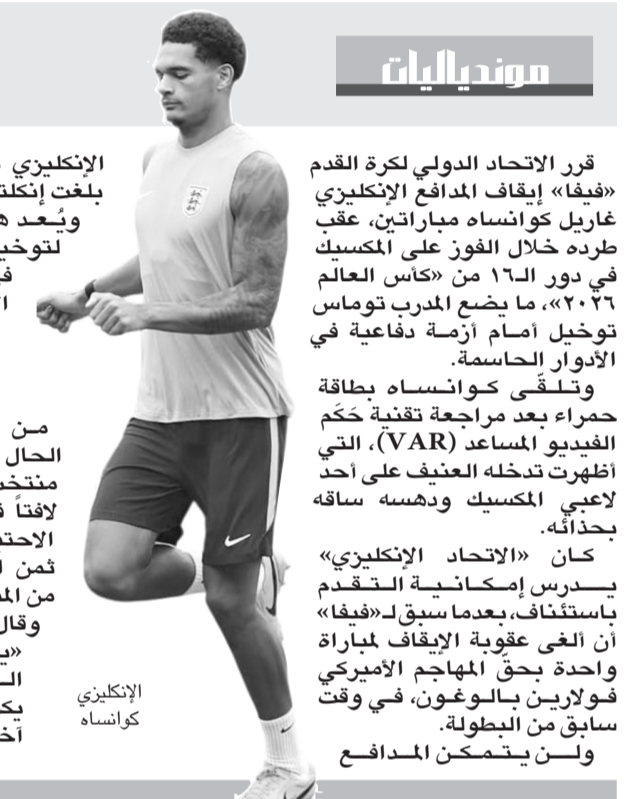 موندياليات
قرر الاتحاد الدولي لكرة القدم
«فيفا» إيقاف المدافع الإنكليزي
غاريل كوانساه مباراتين، عقب
طرده خلال الفوز على المكسيك
في دور الـ١٦ من «كأس العالم
٢٠٢٦»، ما يضع المدرب توماس
توخيل أمام أزمة دفاعية في
الأدوار الحاسمة.
وتلقّى كوانساه بطاقة
حمراء بعد مراجعة تقنية حَكَم
الفيديو المساعد (VAR)، التي
أظهرت تدخله العنيف على أحد
لاعبي المكسيك ودهسه ساقه
بحذائه.
كان «الاتحاد الإنكليزي»
يدرس إمكانية التقدم
باستئناف، بعدما سبق لـ«فيفا»
أن ألغى عقوبة الإيقاف لمباراة
واحدة بحقّ المهاجم الأميركي
فولارين بالوغون، في وقت
سابق من البطولة.
ولن يتمكن المدافع
الإنكليزي
بلغت
ويُعد
من
الحال
لافتاً
ثمن
من
وقال
الإنكليزي
كوانساه